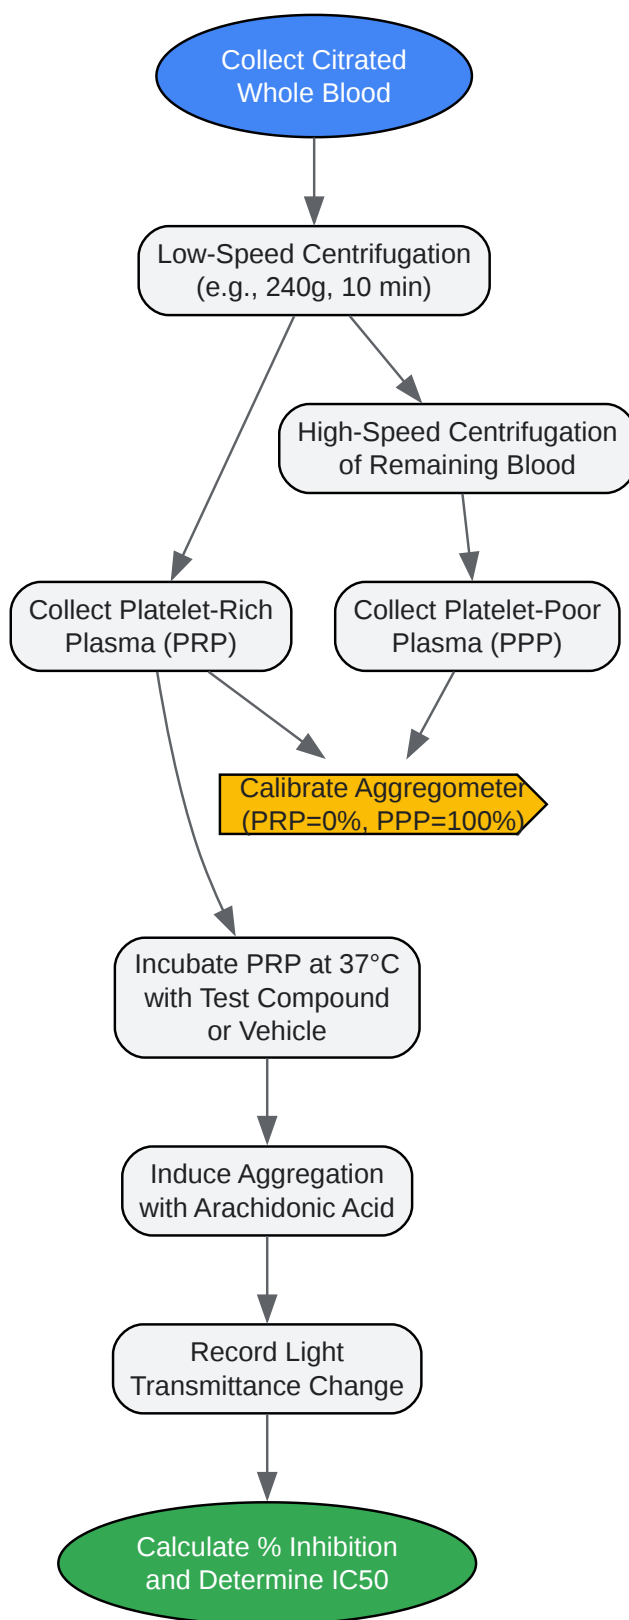 Collect Citrated
Whole Blood
Low-Speed Centrifugation
(e.g., 240g, 10 min)
High-Speed Centrifugation
of Remaining Blood
Collect Platelet-Rich
Plasma (PRP)
Collect Platelet-Poor
Plasma (PPP)
Calibrate Aggregometer
(PRP=0%, PPP=100%)
Incubate PRP at 37°C
with Test Compound
or Vehicle
Induce Aggregation
with Arachidonic Acid
Record Light
Transmittance Change
Calculate % Inhibition
and Determine IC50